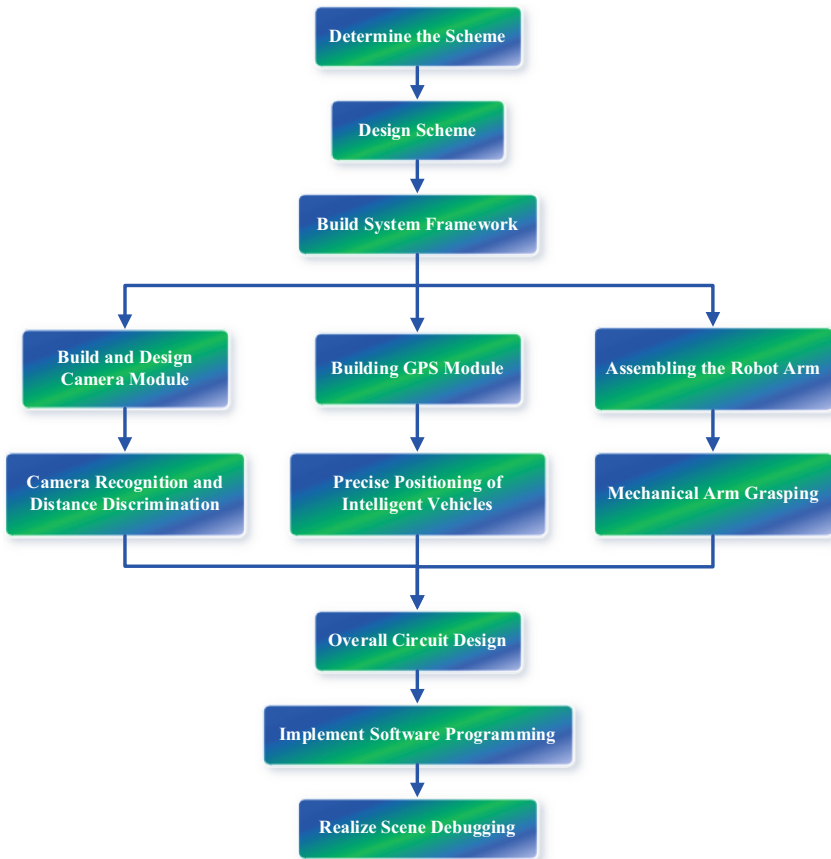 Determine the Scheme
Design Scheme
Build System Framework
Build and Design
Camera Module
Building GPS Module
Assembling the Robot Arm
Camera Recognition and
Distance Discrimination
Precise Positioning of
Intelligent Vehicles
Mechanical Arm Grasping
Overall Circuit Design
Implement Software Programming
Realize Scene Debugging